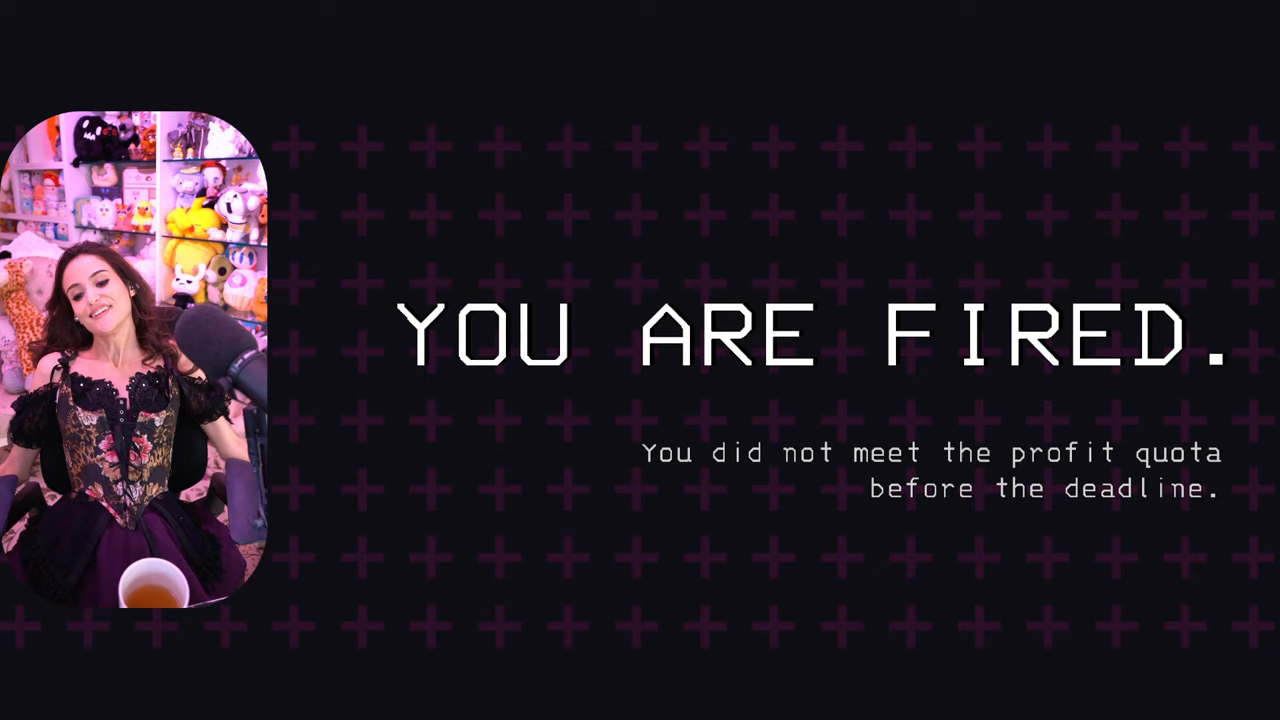 YOU ARE FIRED.
You did not meet the profit quota
before the deadline.